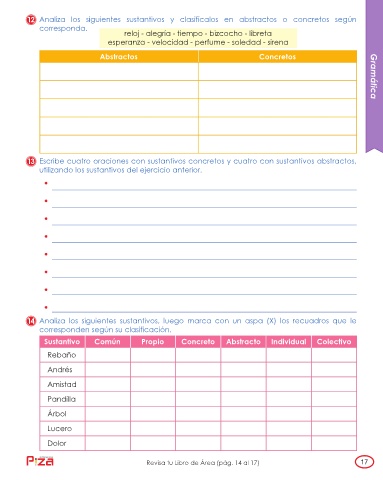 12 Analiza los siguientes sustantivos y clasifícalos en abstractos o concretos según
corresponda.
reloj - alegría - tiempo - bizcocho - libreta
esperanza - velocidad - perfume - soledad - sirena
Abstractos Concretos
Gramática
13 Escribe cuatro oraciones con sustantivos concretos y cuatro con sustantivos abstractos,
utilizando los sustantivos del ejercicio anterior.
14 Analiza los siguientes sustantivos, luego marca con un aspa (X) los recuadros que le
corresponden según su clasificación.
Sustantivo Común Propio Concreto Abstracto Individual Colectivo
Rebaño
Andrés
Amistad
Pandilla
Árbol
Lucero
Dolor
Revisa tu Libro de Área (pág. 14 al 17)
17